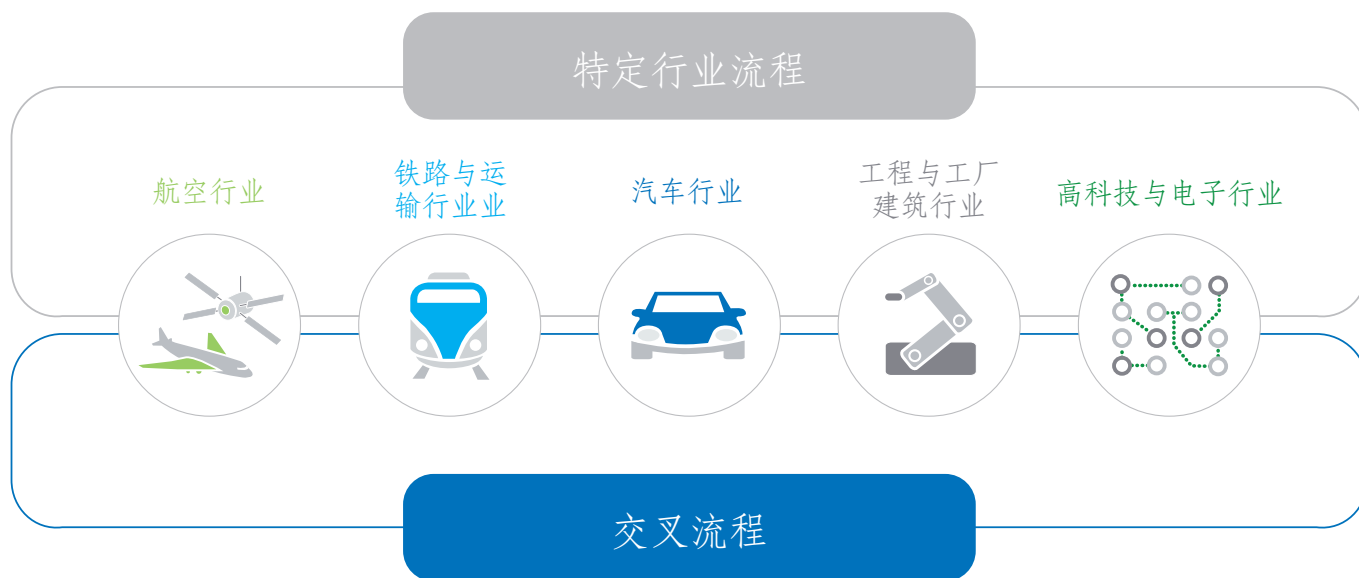 特定行业流程
航空行业
铁路与运
输行业业
汽车行业
工程与工厂
建筑行业
高科技与电子行业
交叉流程